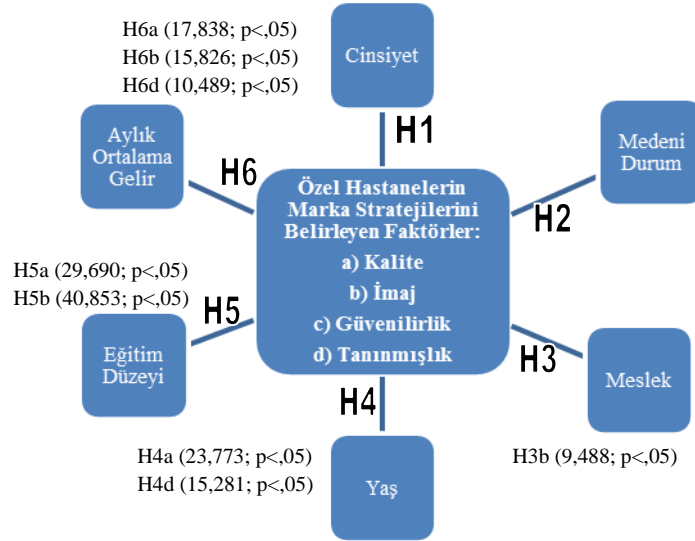 H6a (17,838; p<,05)
H6b (15,826; p<,05)
H6d (10,489; p<,05)
Cinsiyet
H1
Aylık
Ortalama
Gelir
H6
Medeni
Durum
H2
Özel Hastanelerin
Marka Stratejilerini
Belirleyen Faktörler:
a) Kalite
b) İmaj
c) Güvenilirlik
d) Tanınmışlık
H5a (29,690; p<,05)
H5b (40,853; p<,05)
H5
Eğitim
Düzeyi
H3
Meslek
H4
H4a (23,773; p<,05)
H4d (15,281; p<,05)
Yaş
H3b (9,488; p<,05)